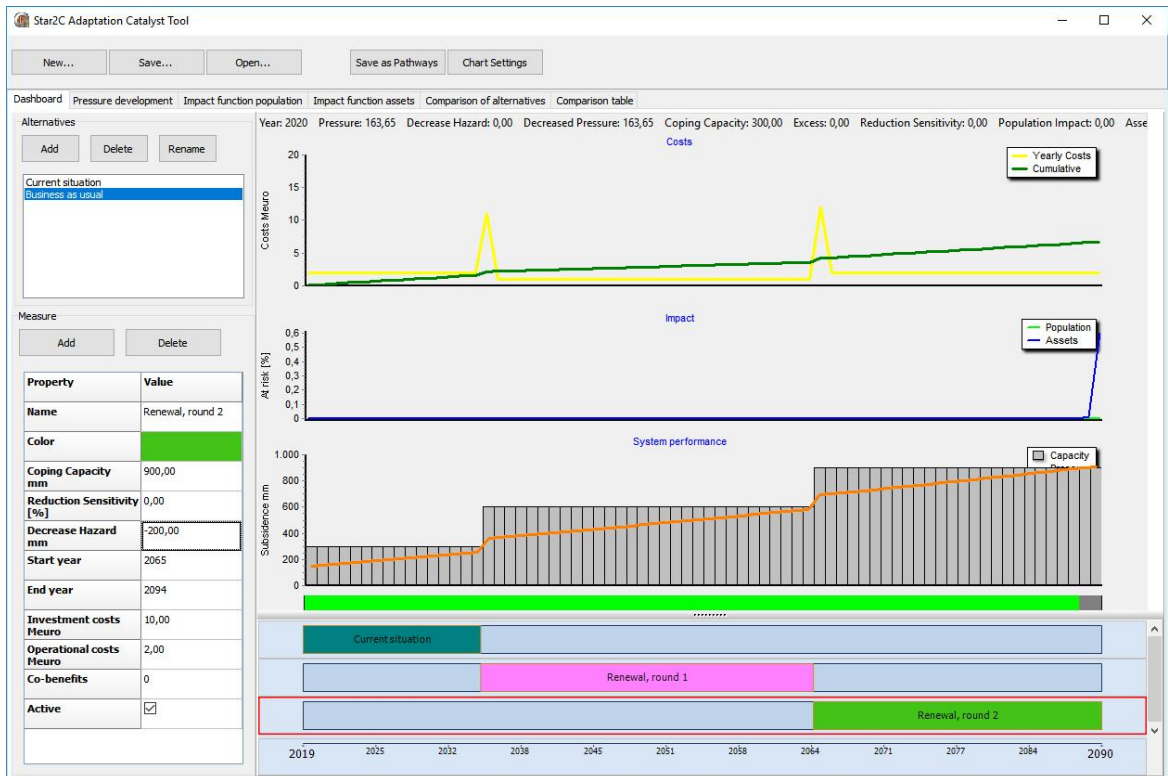 Star2C Adaptation Catalyst Tool
New... Save... Open... Save as Pathways Chart Settings
Dashboard Pressure development Impact function population Impact function assets Comparison of alternatives Comparison table
Alternatives
Add Delete Rename
Current situation
Business as usual
Measure
Add Delete
Property Value
Name Renewal, round 2
Color
Coping Capacity mm 900,00
Reduction Sensitivity [%] 0,00
Decrease Hazard mm -200,00
Start year 2065
End year 2094
Investment costs Meuro 10,00
Operational costs Meuro 2,00
Co-benefits 0
Active
Year: 2020 Pressure: 163,65 Decrease Hazard: 0,00 Decreased Pressure: 163,65 Coping Capacity: 300,00 Excess: 0,00 Reduction Sensitivity: 0,00 Population Impact: 0,00 Asse
Costs
Costs Meuro
20
15
10
5
0
Yearly Costs
Cumulative
Impact
At risk [%]
0,6
0,5
0,4
0,3
0,2
0,1
0
Population
Assets
System performance
Subsidence mm
1.000
800
600
400
200
0
Capacity
Current situation
Renewal, round 1
Renewal, round 2
2019 2025 2032 2038 2045 2051 2058 2064 2071 2077 2084 2090